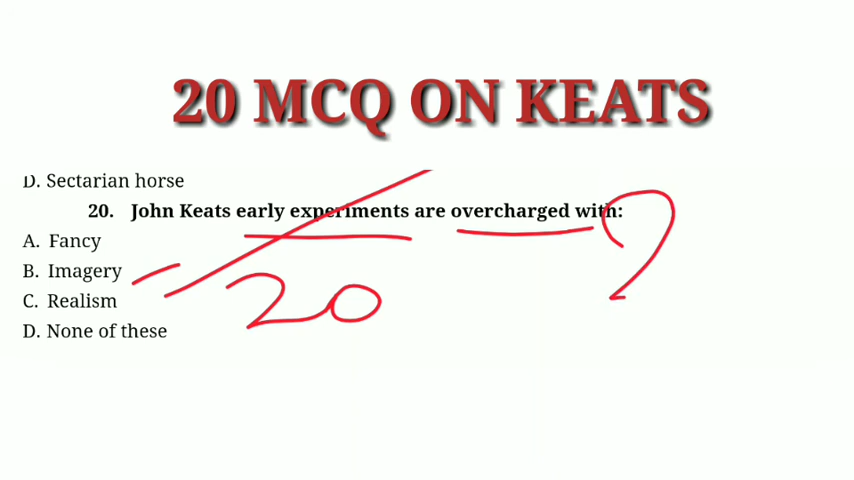 20 MCQ ON KEATS
D. Sectarian horse
20. John Keats early experiments are overcharged with:
A. Fancy
B. Imagery
C. Realism
20
D. None of these